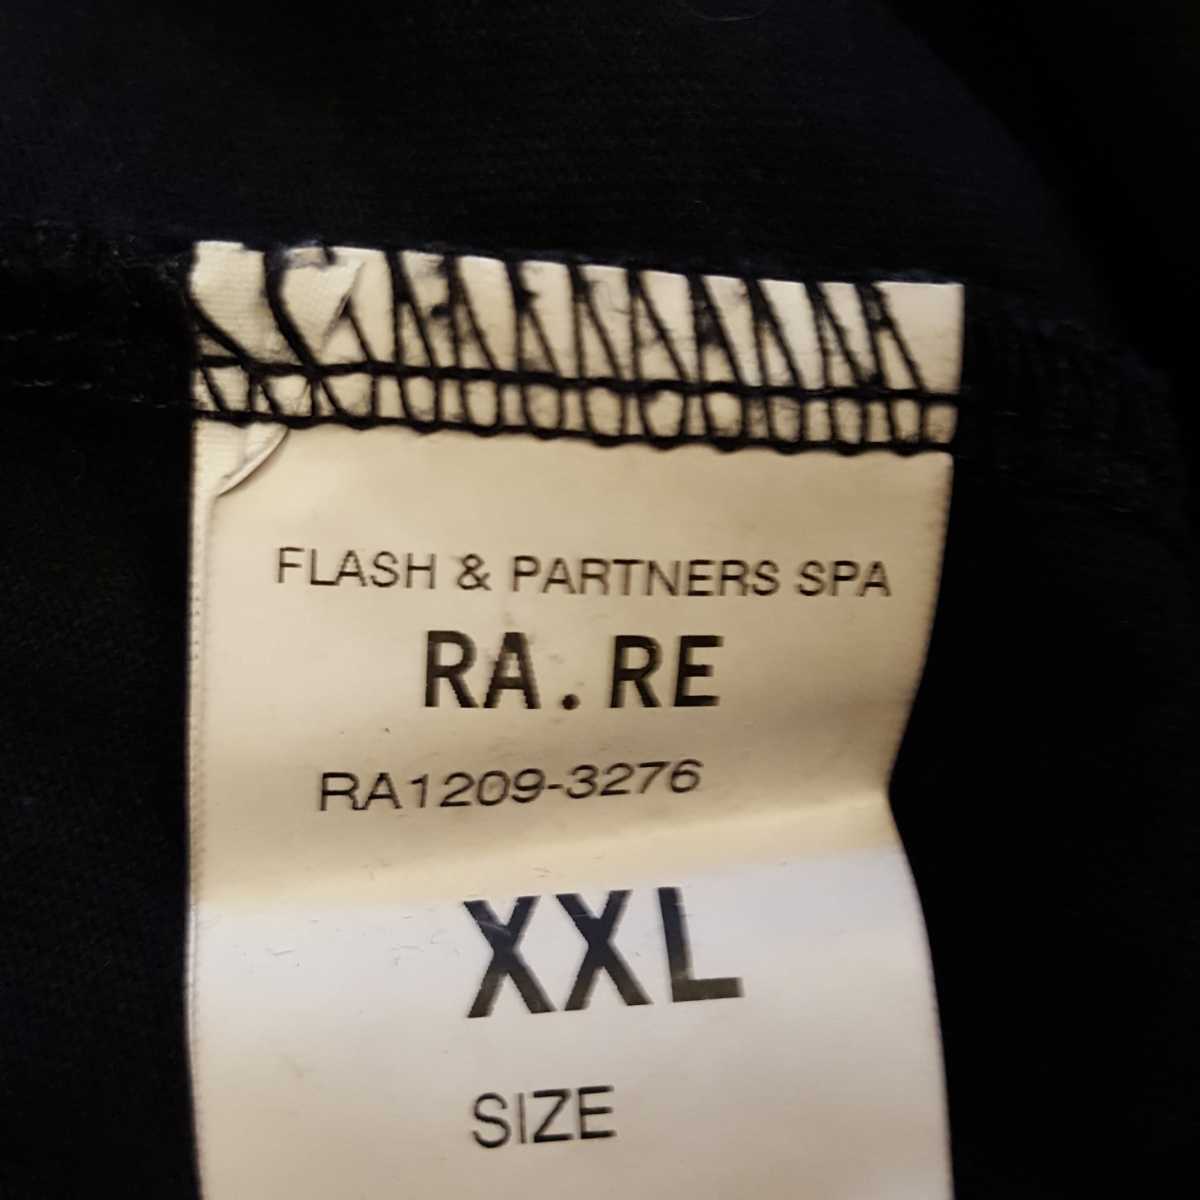 FLASH & PARTNERS SPA
RA.RE
RA1209-3276
XXL
SIZE